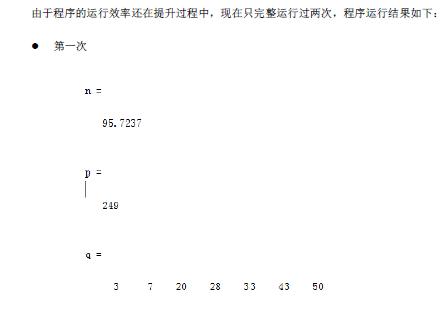 由于程序的运行效率还在提升过程中，现在只完整运行过两次，程序运行结果如下：
● 第一次
n =
95.7237
p =
249
q =
3 7 20 28 33 43 50